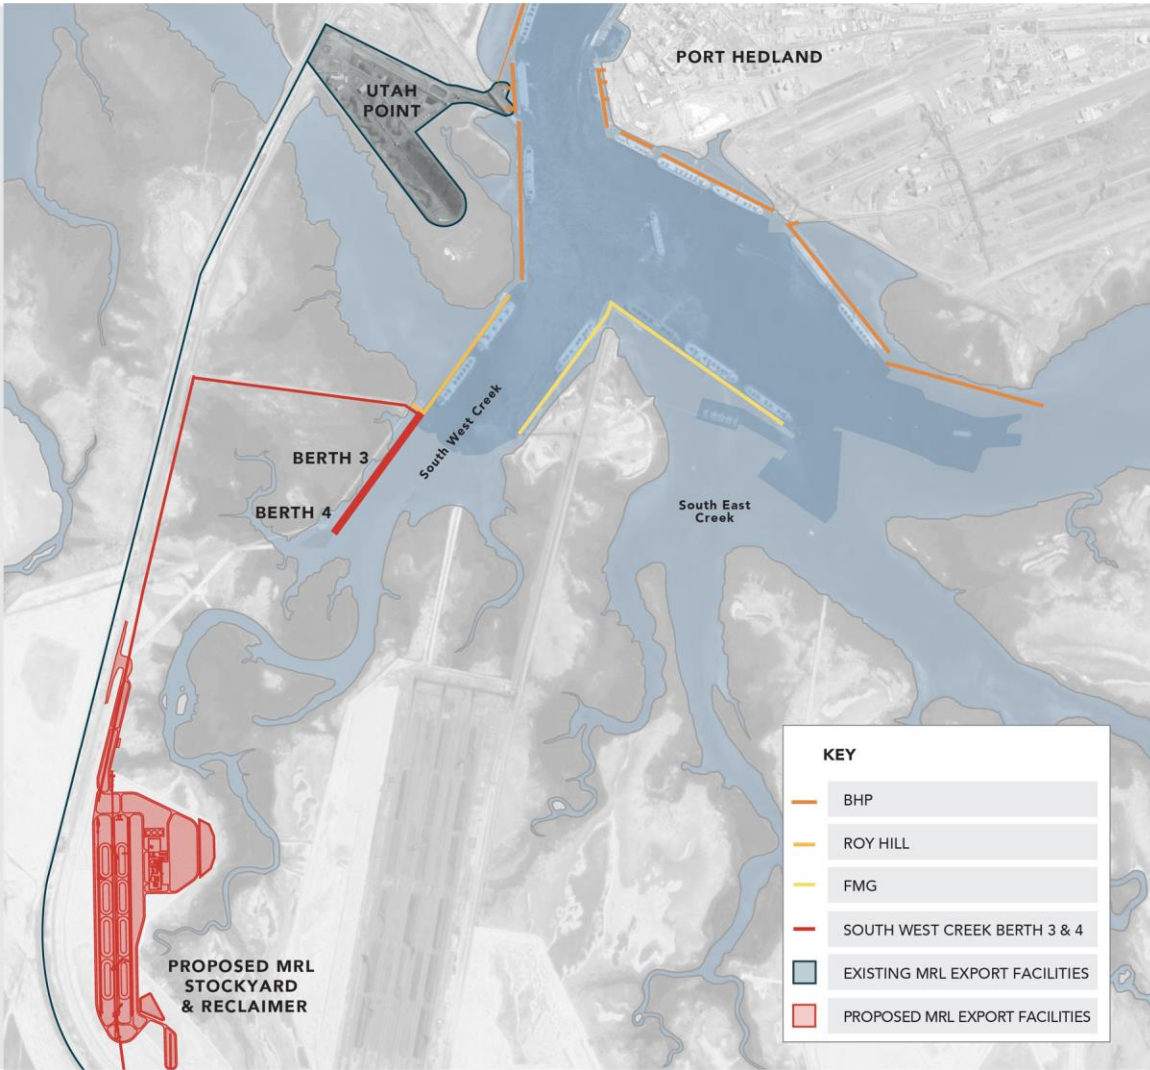 PORT HEDLAND
UTAH
POINT
South West Creek
BERTH 3
BERTH 4
South East
Creek
PROPOSED MRL
STOCKYARD
& RECLAIMER
KEY
BHP
ROY HILL
FMG
SOUTH WEST CREEK BERTH 3 & 4
EXISTING MRL EXPORT FACILITIES
PROPOSED MRL EXPORT FACILITIES